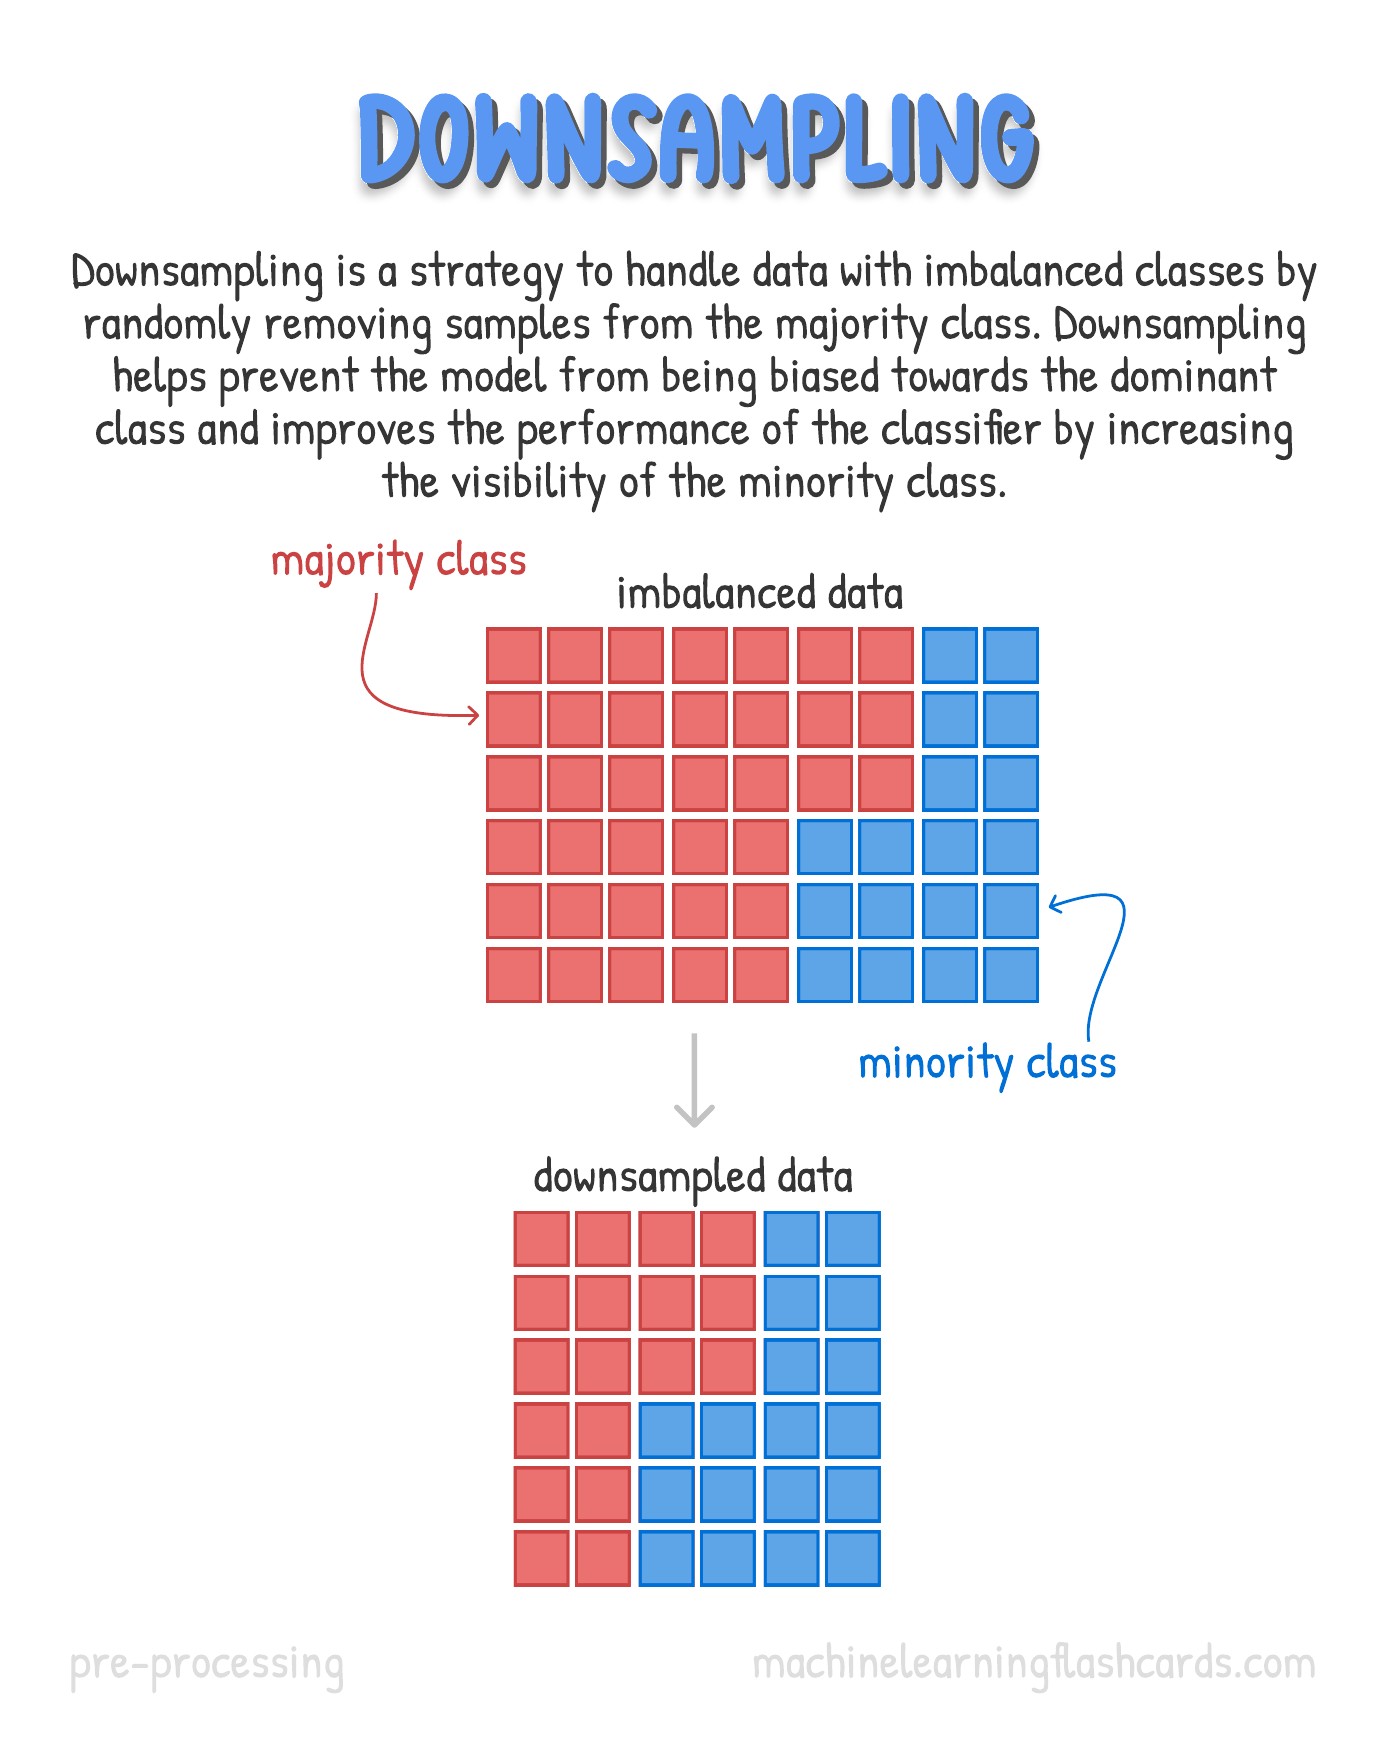 DOWNSAMPLING
Downsampling is a strategy to handle data with imbalanced classes by
randomly removing samples from the majority class. Downsampling
helps prevent the model from being biased towards the dominant
class and improves the performance of the classifier by increasing
the visibility of the minority class.
majority class
imbalanced data
minority class
downsampled data
pre-processing
machinelearningflashcards.com